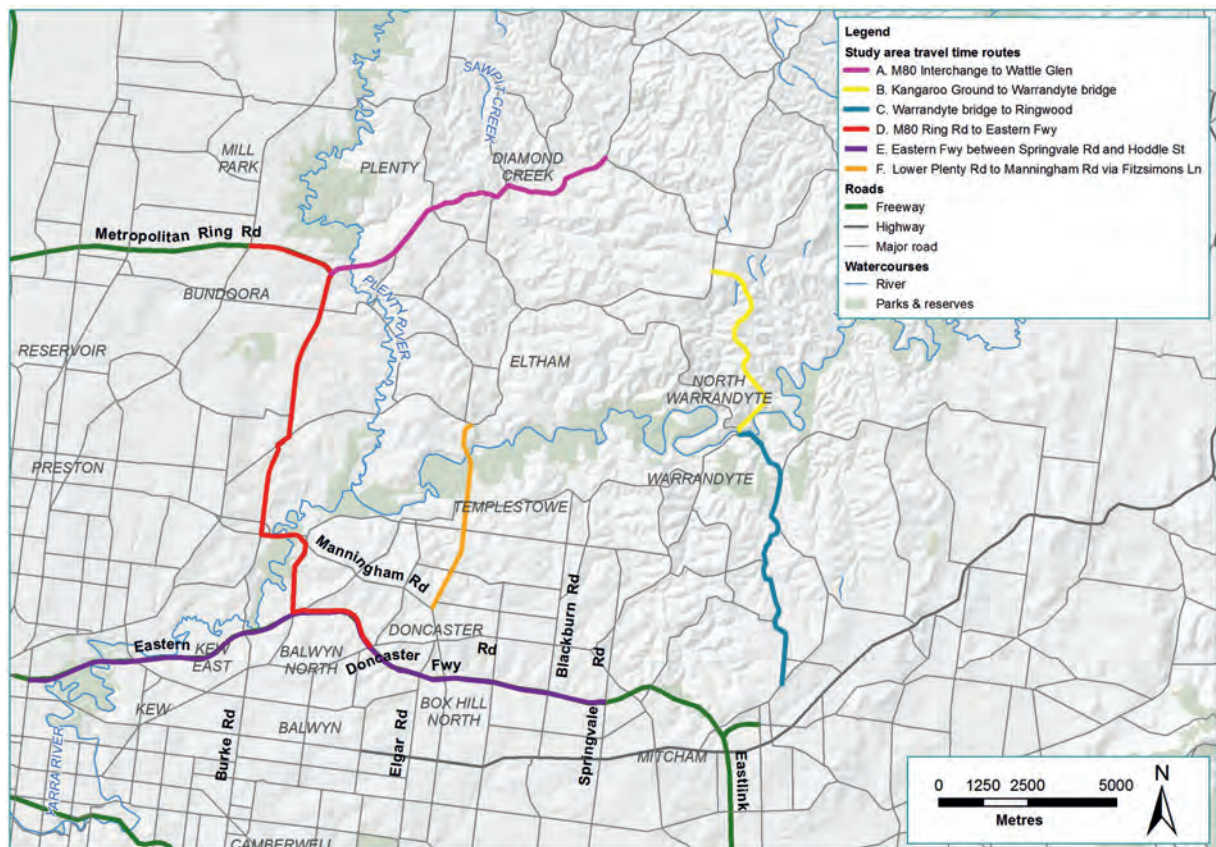 Legend
Study area travel time routes
A. M80 Interchange to Wattle Glen
B. Kangaroo Ground to Warrandyte bridge
C. Warrandyte bridge to Ringwood
D. M80 Ring Rd to Eastern Fwy
E. Eastern Fwy between Springvale Rd and Hoddle St
F. Lower Plenty Rd to Manningham Rd via Fitzsimons Ln
Roads
Freeway
Highway
Major road
Watercourses
River
Parks & reserves
SAWPIT CREEK
MILL
PARK
PLENTY
DIAMOND
CREEK
Metropolitan Ring Rd
BUNDOORA
PLENTY RIVER
RESERVOIR
ELTHAM
NORTH
WARRANDYTE
PRESTON
WARRANDYTE
TEMPLESTOWE
Manningham Rd
Blackburn Rd
DONCASTER
Eastern
KEW
EAST
BALWYN
NORTH
Doncaster Rd
Fwy
KEW
BOX HILL
NORTH
BALWYN
Burke Rd
Elgar Rd
Springvale Rd
MITCHAM
Eastlink
YARRA RIVER
CAMBERWELL
0 1250 2500 5000
Metres
N